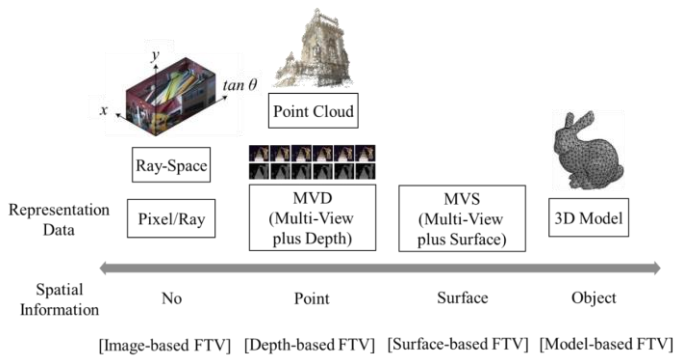 y
tan θ
x
Point Cloud
Ray-Space
Representation
Data
Pixel/Ray
MVD
(Multi-View
plus Depth)
MVS
(Multi-View
plus Surface)
3D Model
Spatial
Information
No
Point
Surface
Object
[Image-based FTV]
[Depth-based FTV]
[Surface-based FTV]
[Model-based FTV]